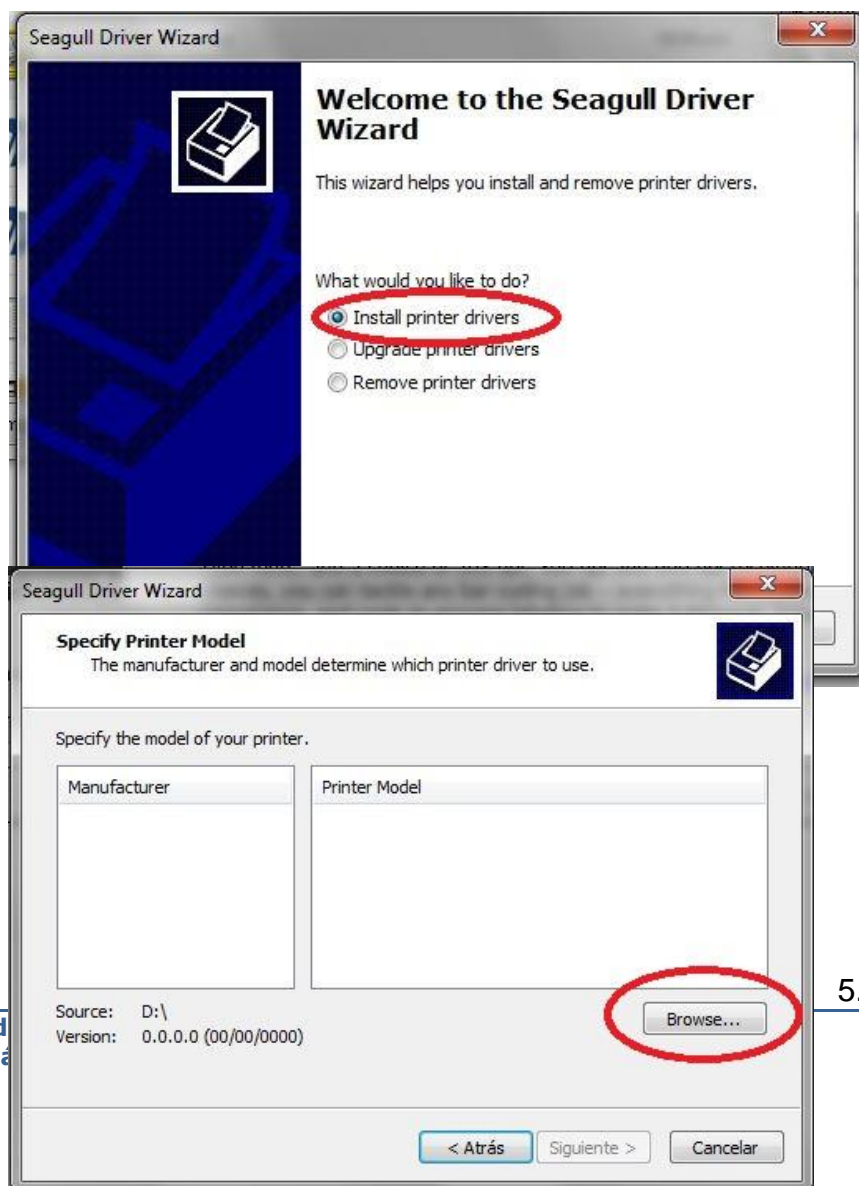 Seagull Driver Wizard
Welcome to the Seagull Driver
Wizard
This wizard helps you install and remove printer drivers.
What would you like to do?
Install printer drivers
Upgrade printer drivers
Remove printer drivers
Seagull Driver Wizard
Specify Printer Model
The manufacturer and model determine which printer driver to use.
Specify the model of your printer.
Manufacturer Printer Model
5.
Source: D:\
Browse...
Version: 0.0.0.0 (00/00/0000)
< Atrás Siguiente > Cancelar